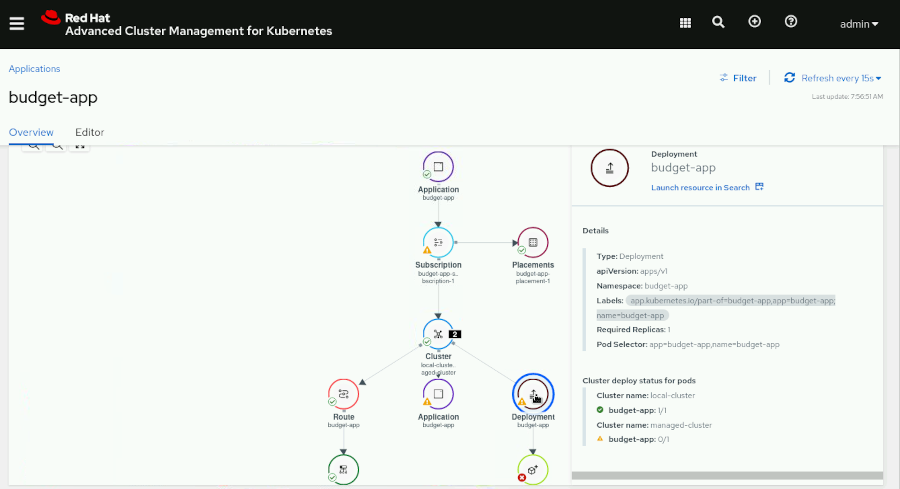 Red Hat
Advanced Cluster Management for Kubernetes
admin
Applications
Filter
Refresh every 15s
budget-app
Last update: 7:56:51 AM
Overview
Editor
Application
budget-app
Subscription
budget-app-s..
bscription-1
Placements
budget-app-
placement-1
2
Cluster
local-cluste..
aged-cluster
Route
budget-app
Application
budget-app
Deployment
budget-app
Deployment
budget-app
Launch resource in Search
Details
Type: Deployment
apiVersion: apps/v1
Namespace: budget-app
Labels: app.kubernetes.io/part-of=budget-app,app=budget-app;
name=budget-app
Required Replicas: 1
Pod Selector: app=budget-app,name=budget-app
Cluster deploy status for pods
Cluster name: local-cluster
budget-app: 1/1
Cluster name: managed-cluster
budget-app: 0/1